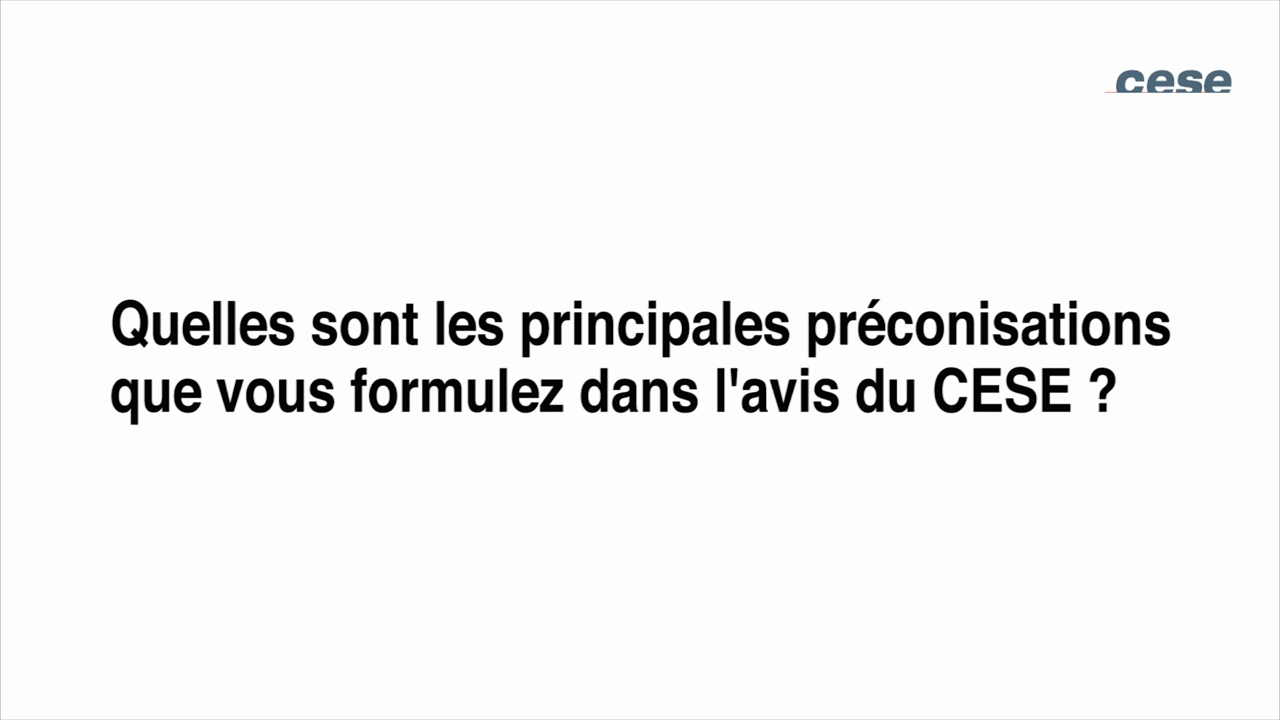 cese
Quelles sont les principales préconisations
que vous formulez dans l'avis du CESE ?